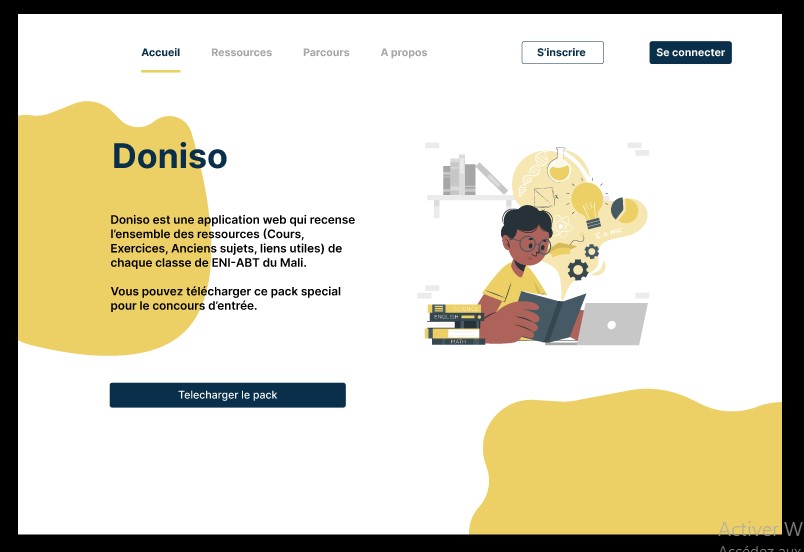 Accueil Ressources Parcours A propos S'inscrire Se connecter
Doniso
Doniso est une application web qui recense
l'ensemble des ressources (Cours,
Exercices, Anciens sujets, liens utiles) de
chaque classe de ENI-ABT du Mali.
Vous pouvez télécharger ce pack special
pour le concours d'entrée.
ENGLISH
MATH
Telecharger le pack
Activer W
Accédez aux